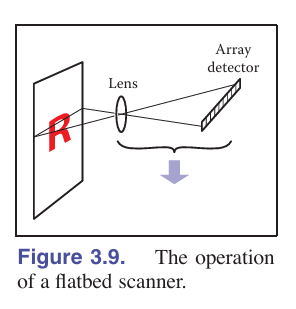 Array
detector
Lens
R
Figure 3.9. The operation
of a flatbed scanner.